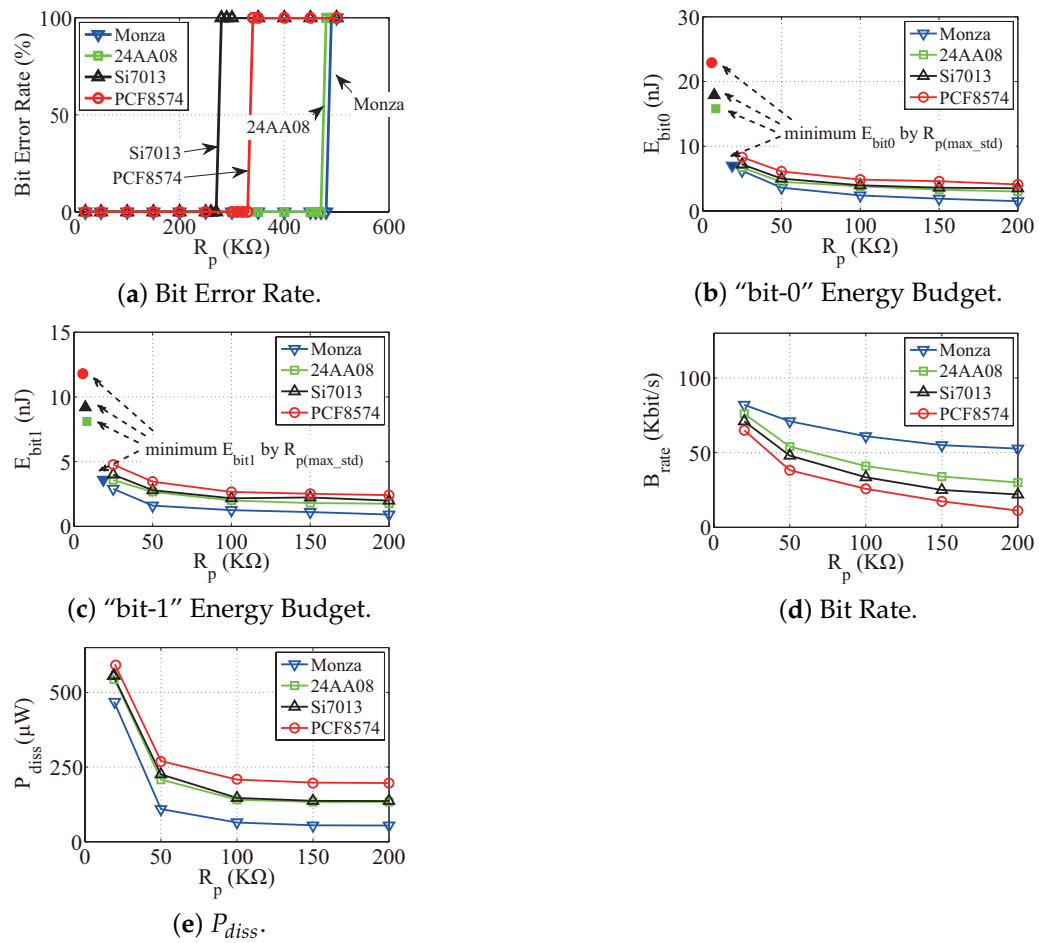 100
50
0
0
200
400
600
Bit Error Rate (%)
R_p (KΩ)
Monza
24AA08
Si7013
PCF8574
Monza
24AA08
Si7013
PCF8574
(a) Bit Error Rate.
30
20
10
0
0
50
100
150
200
E_bit0 (nJ)
R_p (KΩ)
Monza
24AA08
Si7013
PCF8574
minimum E_bit0 by R_p(max_std)
(b) “bit-0” Energy Budget.
15
10
5
0
0
50
100
150
200
E_bit1 (nJ)
R_p (KΩ)
Monza
24AA08
Si7013
PCF8574
minimum E_bit1 by R_p(max_std)
(c) “bit-1” Energy Budget.
100
50
0
0
50
100
150
200
B_rate (Kbit/s)
R_p (KΩ)
Monza
24AA08
Si7013
PCF8574
(d) Bit Rate.
500
250
0
0
50
100
150
200
P_diss (μW)
R_p (KΩ)
Monza
24AA08
Si7013
PCF8574
(e) P_diss.